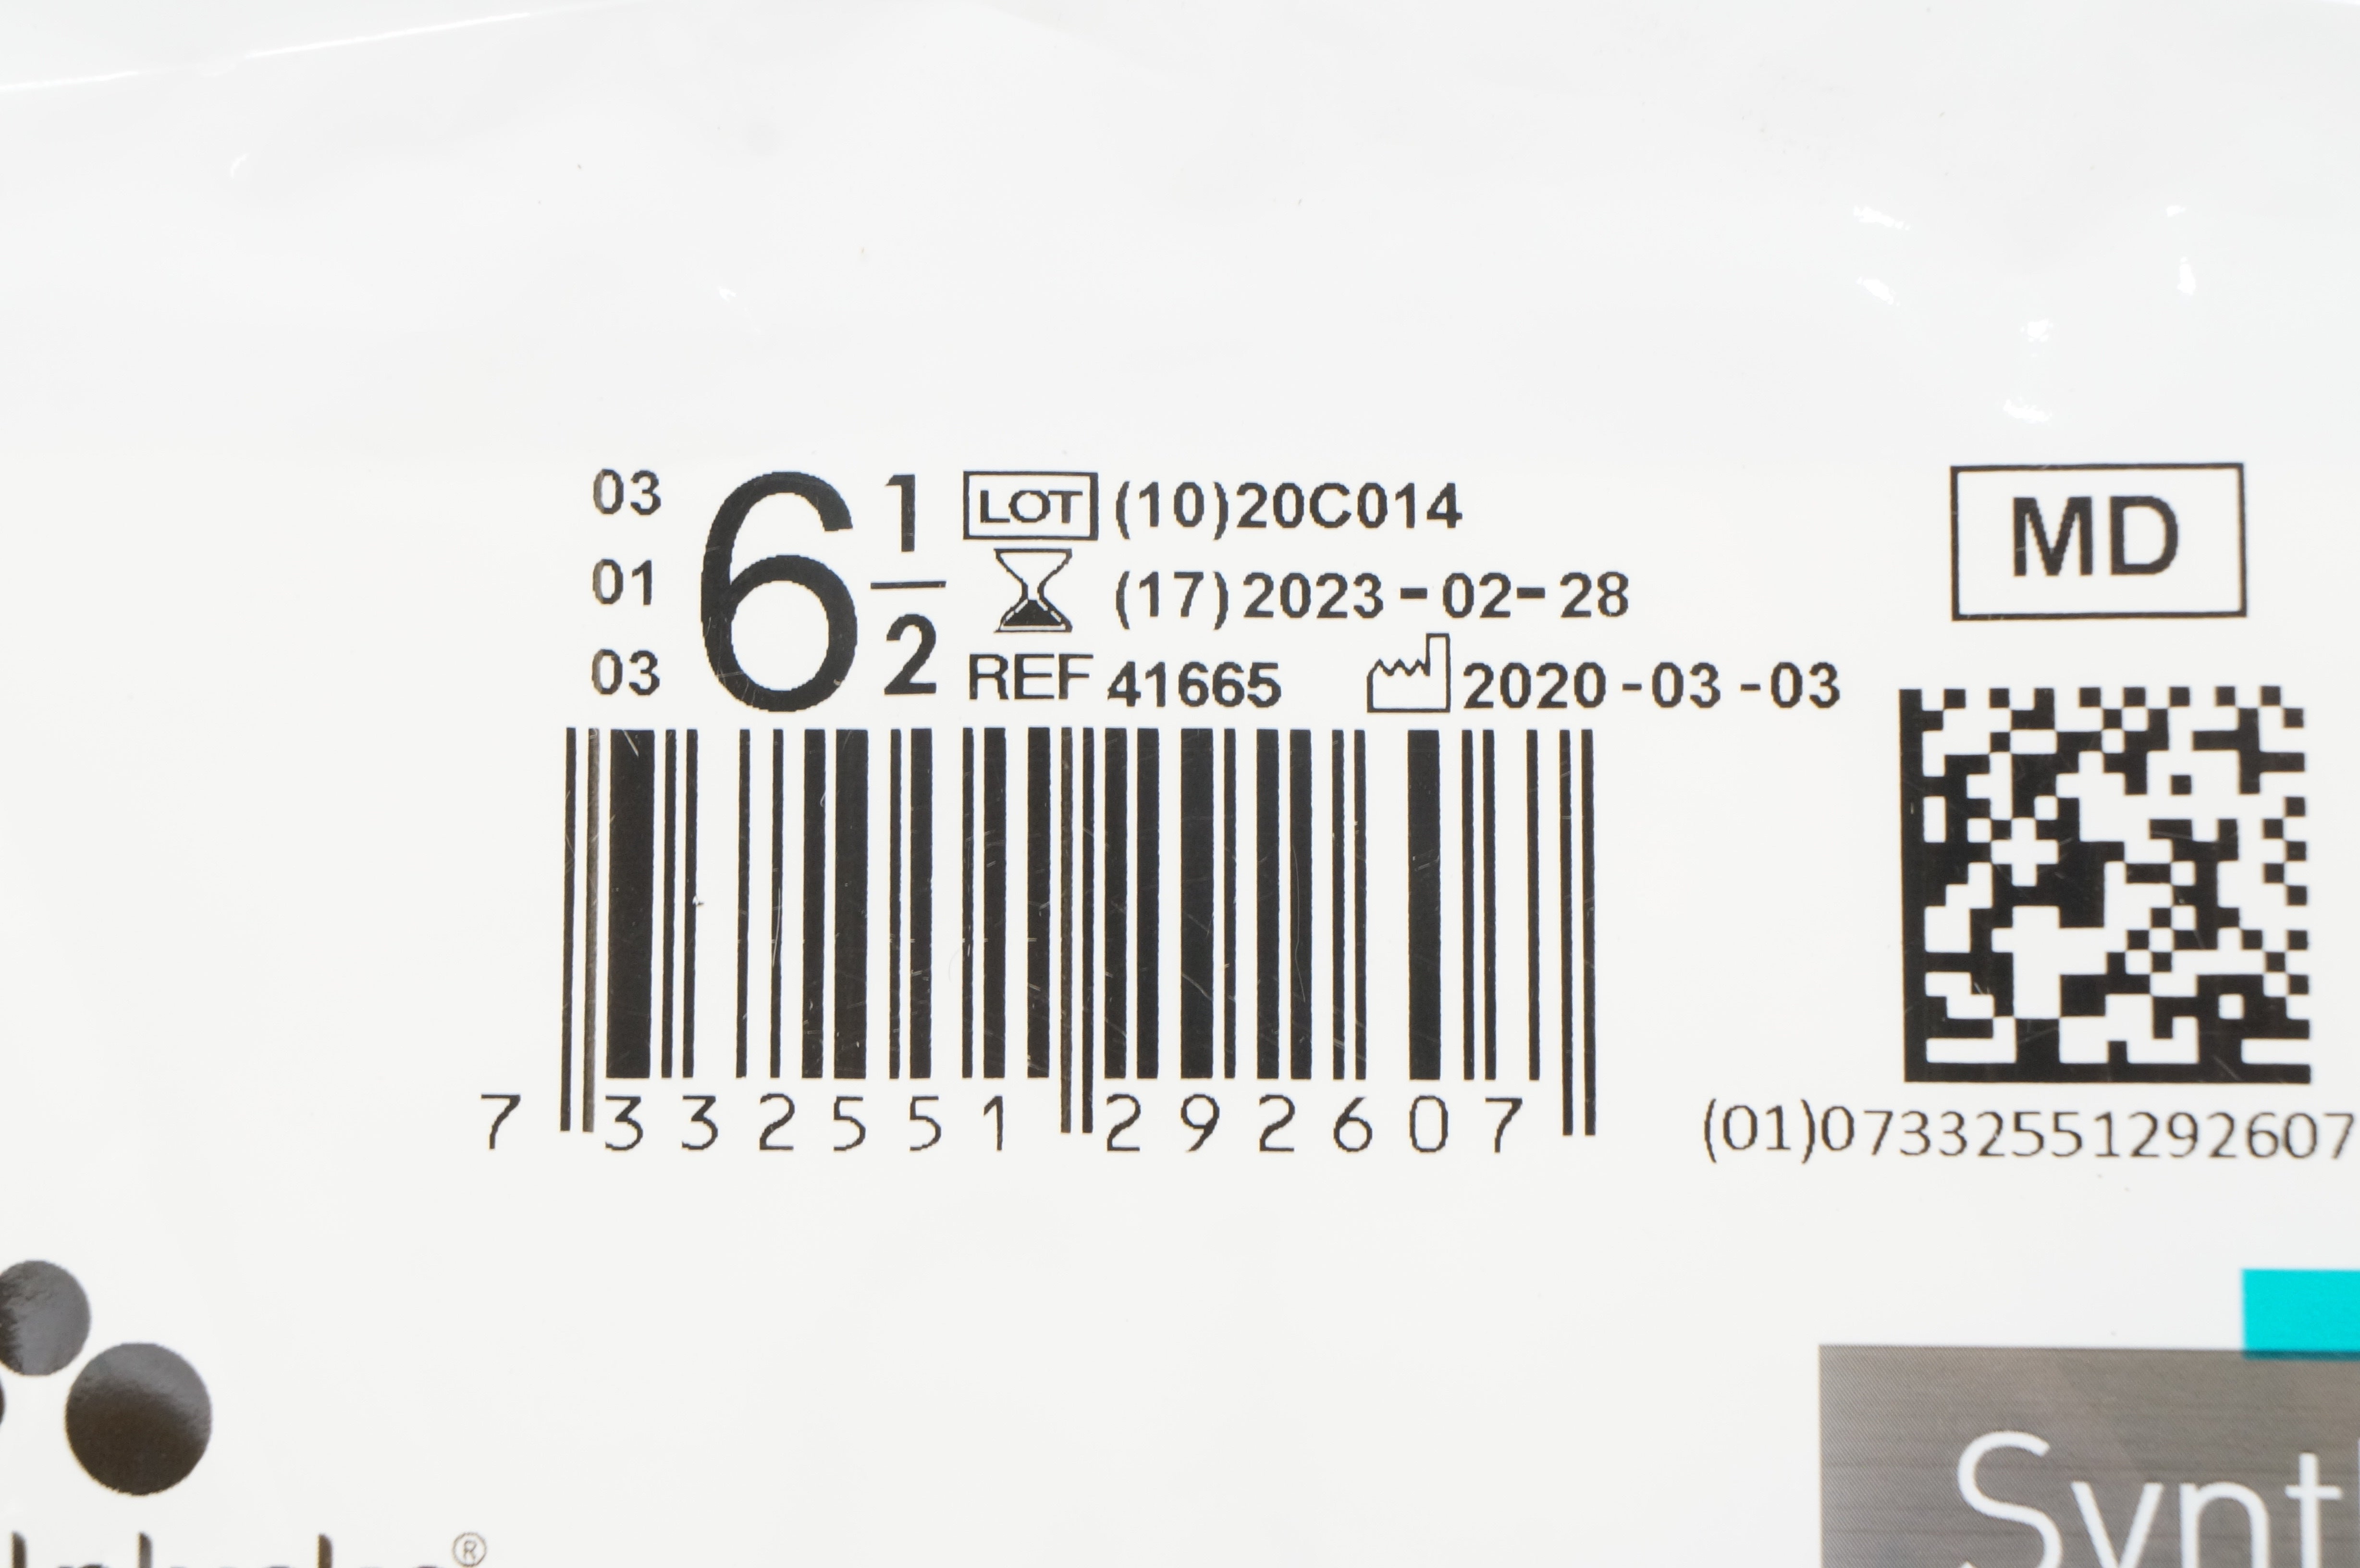 03 6 1/2 LOT (10)20C014
01 (17)2023-02-28
03 REF 41665 2020-03-03
MD
7 332551 292607
(01)07332551292607
®